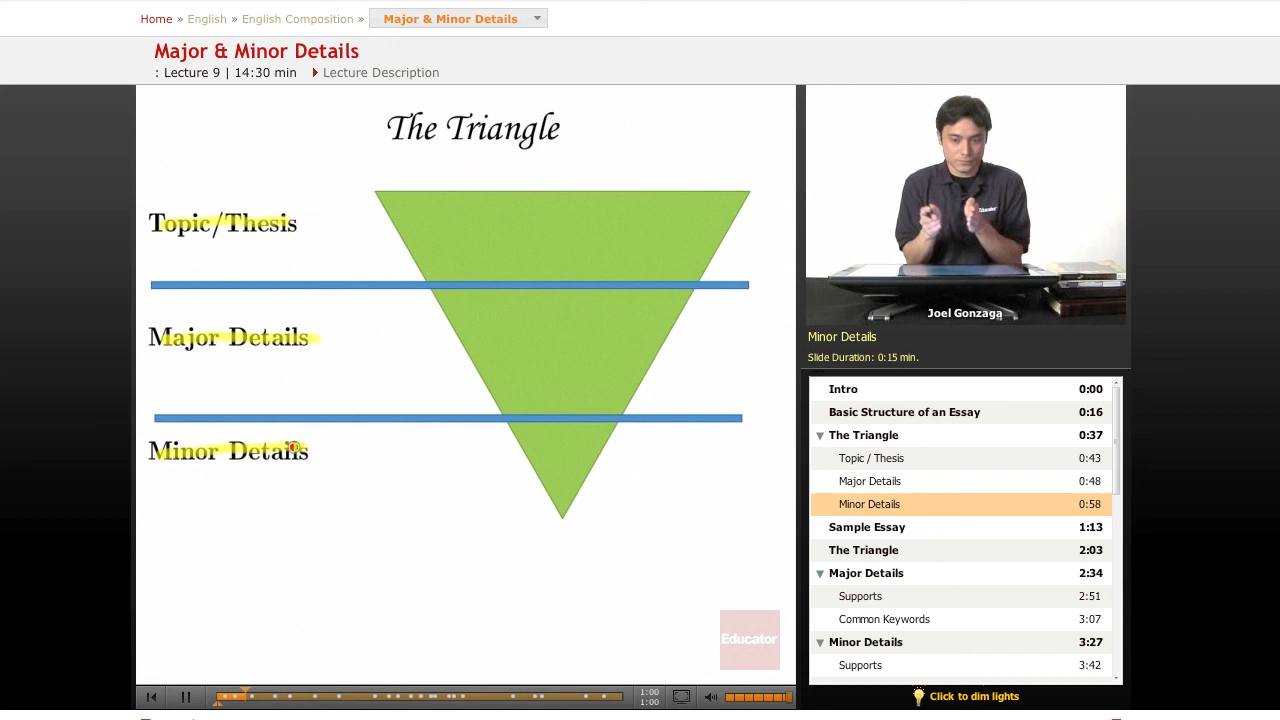 Home » English » English Composition » Major & Minor Details
Major & Minor Details
: Lecture 9 | 14:30 min Lecture Description
The Triangle
Topic/Thesis
Major Details
Minor Details
Educator
Educator
Joel Gonzaga
Minor Details
Slide Duration: 0:15 min.
Intro 0:00
Basic Structure of an Essay 0:16
The Triangle 0:37
Topic / Thesis 0:43
Major Details 0:48
Minor Details 0:58
Sample Essay 1:13
The Triangle 2:03
Major Details 2:34
Supports 2:51
Common Keywords 3:07
Minor Details 3:27
Supports 3:42
1:00
1:00
Click to dim lights